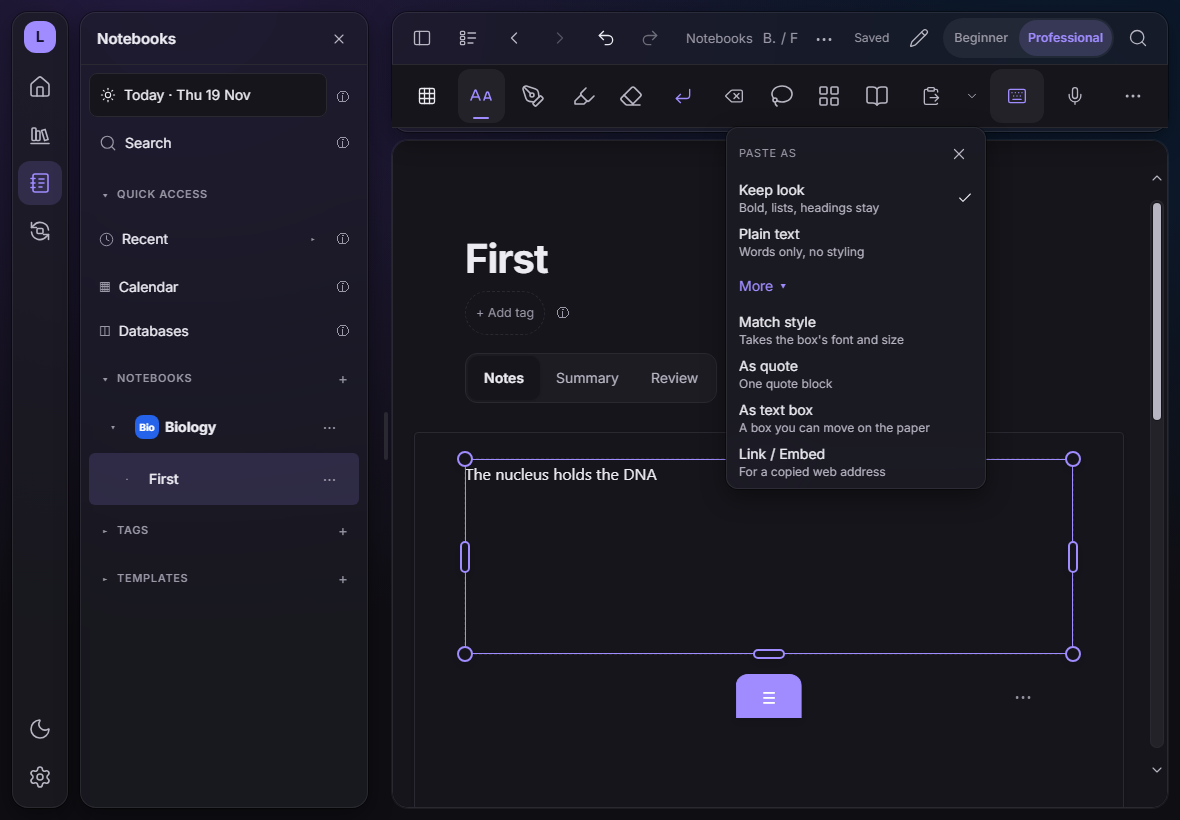 L
Notebooks
Today · Thu 19 Nov
Search
QUICK ACCESS
Recent
Calendar
Databases
NOTEBOOKS
Bio Biology
First
TAGS
TEMPLATES
Notebooks B. / F
Saved
Beginner
Professional
AA
First
+ Add tag
Notes
Summary
Review
The nucleus holds the DNA
PASTE AS
Keep look
Bold, lists, headings stay
Plain text
Words only, no styling
More
Match style
Takes the box's font and size
As quote
One quote block
As text box
A box you can move on the paper
Link / Embed
For a copied web address